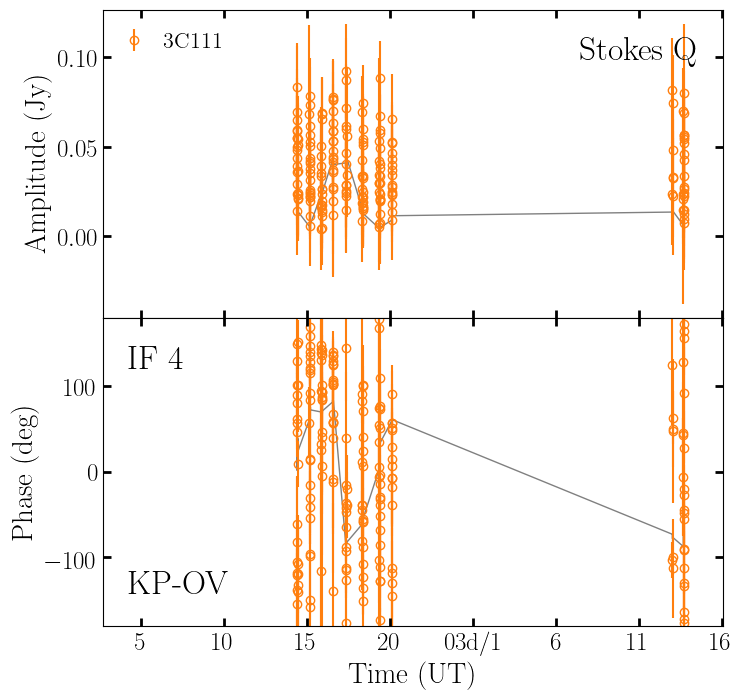 3C111
Stokes Q
Amplitude (Jy)
0.10
0.05
0.00
IF 4
KP-OV
Phase (deg)
100
0
−100
5 10 15 20 03d/1 6 11 16
Time (UT)